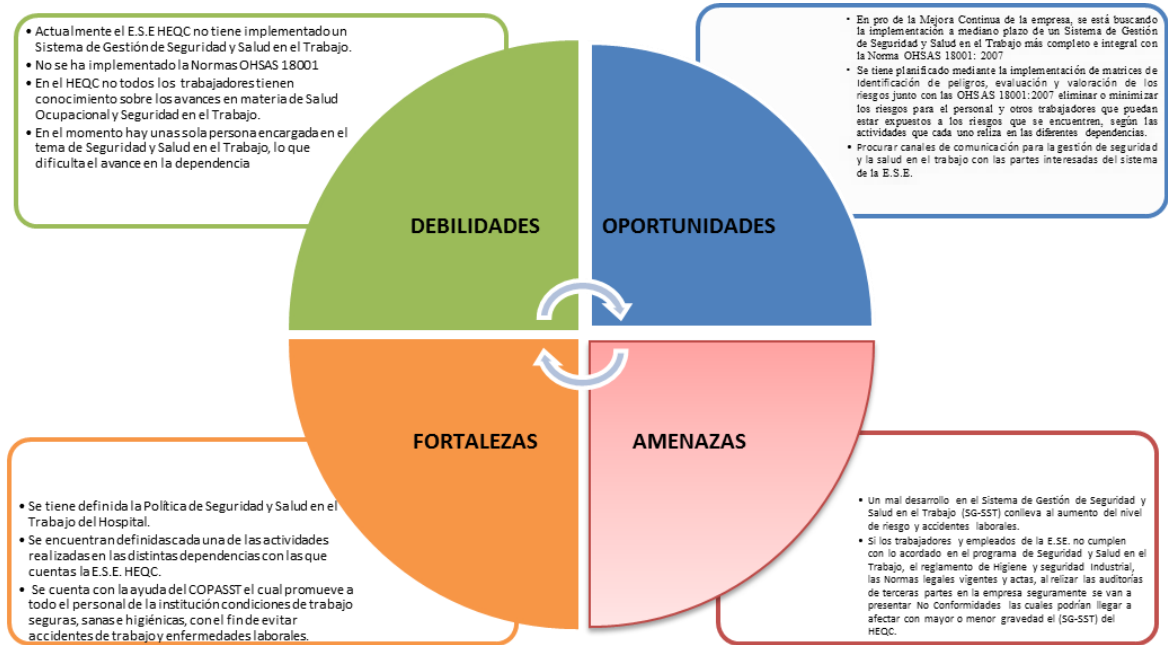 • Actualmente el E.S.E HEQC no tiene implementado un
Sistema de Gestión de Seguridad y Salud en el Trabajo.
• No se ha implementado la Normas OHSAS 18001
• En el HEQC no todos los trabajadores tienen
conocimiento sobre los avances en materia de Salud
Ocupacional y Seguridad en el Trabajo.
• En el momento hay unas sola persona encargada en el
tema de Seguridad y Salud en el Trabajo, lo que
dificulta el avance en la dependencia
• En pro de la Mejora Continua de la empresa, se está buscando
la implementación a mediano plazo de un Sistema de Gestión
de Seguridad y Salud en el Trabajo más completo e integral con
la Norma OHSAS 18001: 2007
• Se tiene planificado mediante la implementación de matrices de
identificación de peligros, evaluación y valoración de los
riesgos junto con las OHSAS 18001:2007 eliminar o minimizar
los riesgos para el personal y otros trabajadores que puedan
estar expuestos a los riesgos que se encuentren, según las
actividades que cada uno reliza en las diferentes dependencias.
• Procurar canales de comunicación para la gestión de seguridad
y la salud en el trabajo con las partes interesadas del sistema
de la E.S.E.
DEBILIDADES
OPORTUNIDADES
FORTALEZAS
AMENAZAS
• Se tiene definida la Política de Seguridad y Salud en el
Trabajo del Hospital.
• Se encuentran definidas cada una de las actividades
realizadas en las distintas dependencias con las que
cuentas la E.S.E. HEQC.
• Se cuenta con la ayuda del COPASST el cual promueve a
todo el personal de la institución condiciones de trabajo
seguras, sanas e higiénicas, con el fin de evitar
accidentes de trabajo y enfermedades laborales.
• Un mal desarrollo en el Sistema de Gestión de Seguridad y
Salud en el Trabajo (SG-SST) conlleva al aumento del nivel
de riesgo y accidentes laborales.
• Si los trabajadores y empleados de la E.SE. no cumplen
con lo acordado en el programa de Seguridad y Salud en el
Trabajo, el reglamento de Higiene y seguridad Industrial,
las Normas legales vigentes y actas, al relizar las auditorías
de terceras partes en la empresa seguramente se van a
presentar No Conformidades las cuales podrían llegar a
afectar con mayor o menor gravedad el (SG-SST) del
HEQC.